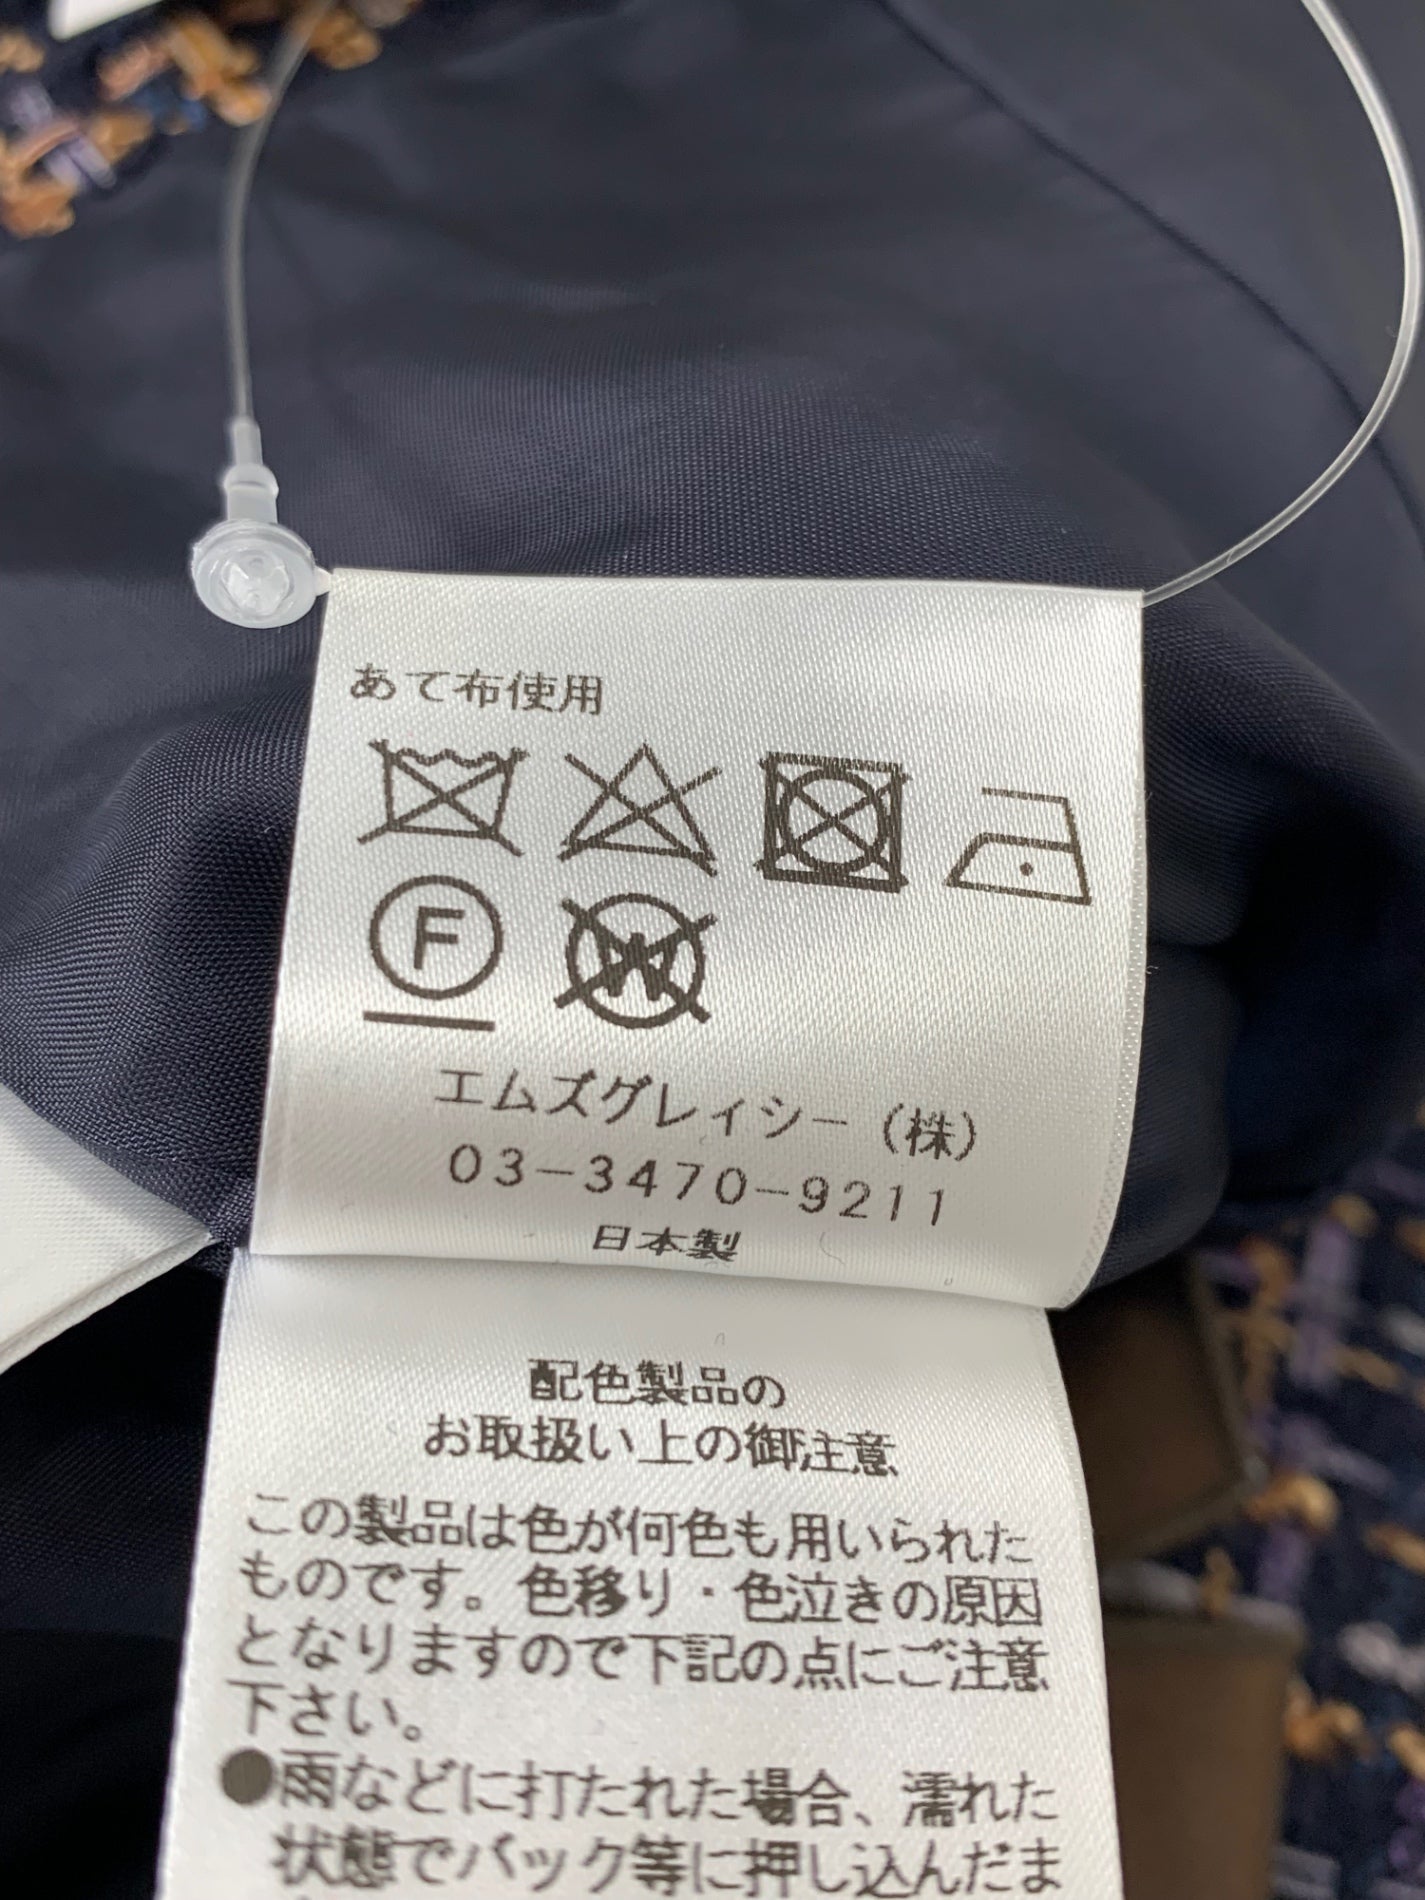 あて布使用
F
W
エムズグレィシー(株)
03-3470-9211
日本製
配色製品の
お取扱い上の御注意
この製品は色が何色も用いられた
ものです。色移り・色泣きの原因
となりますので下記の点にご注意
下さい。
●雨などに打たれた場合、濡れた
状態でバック等に押し込んだま